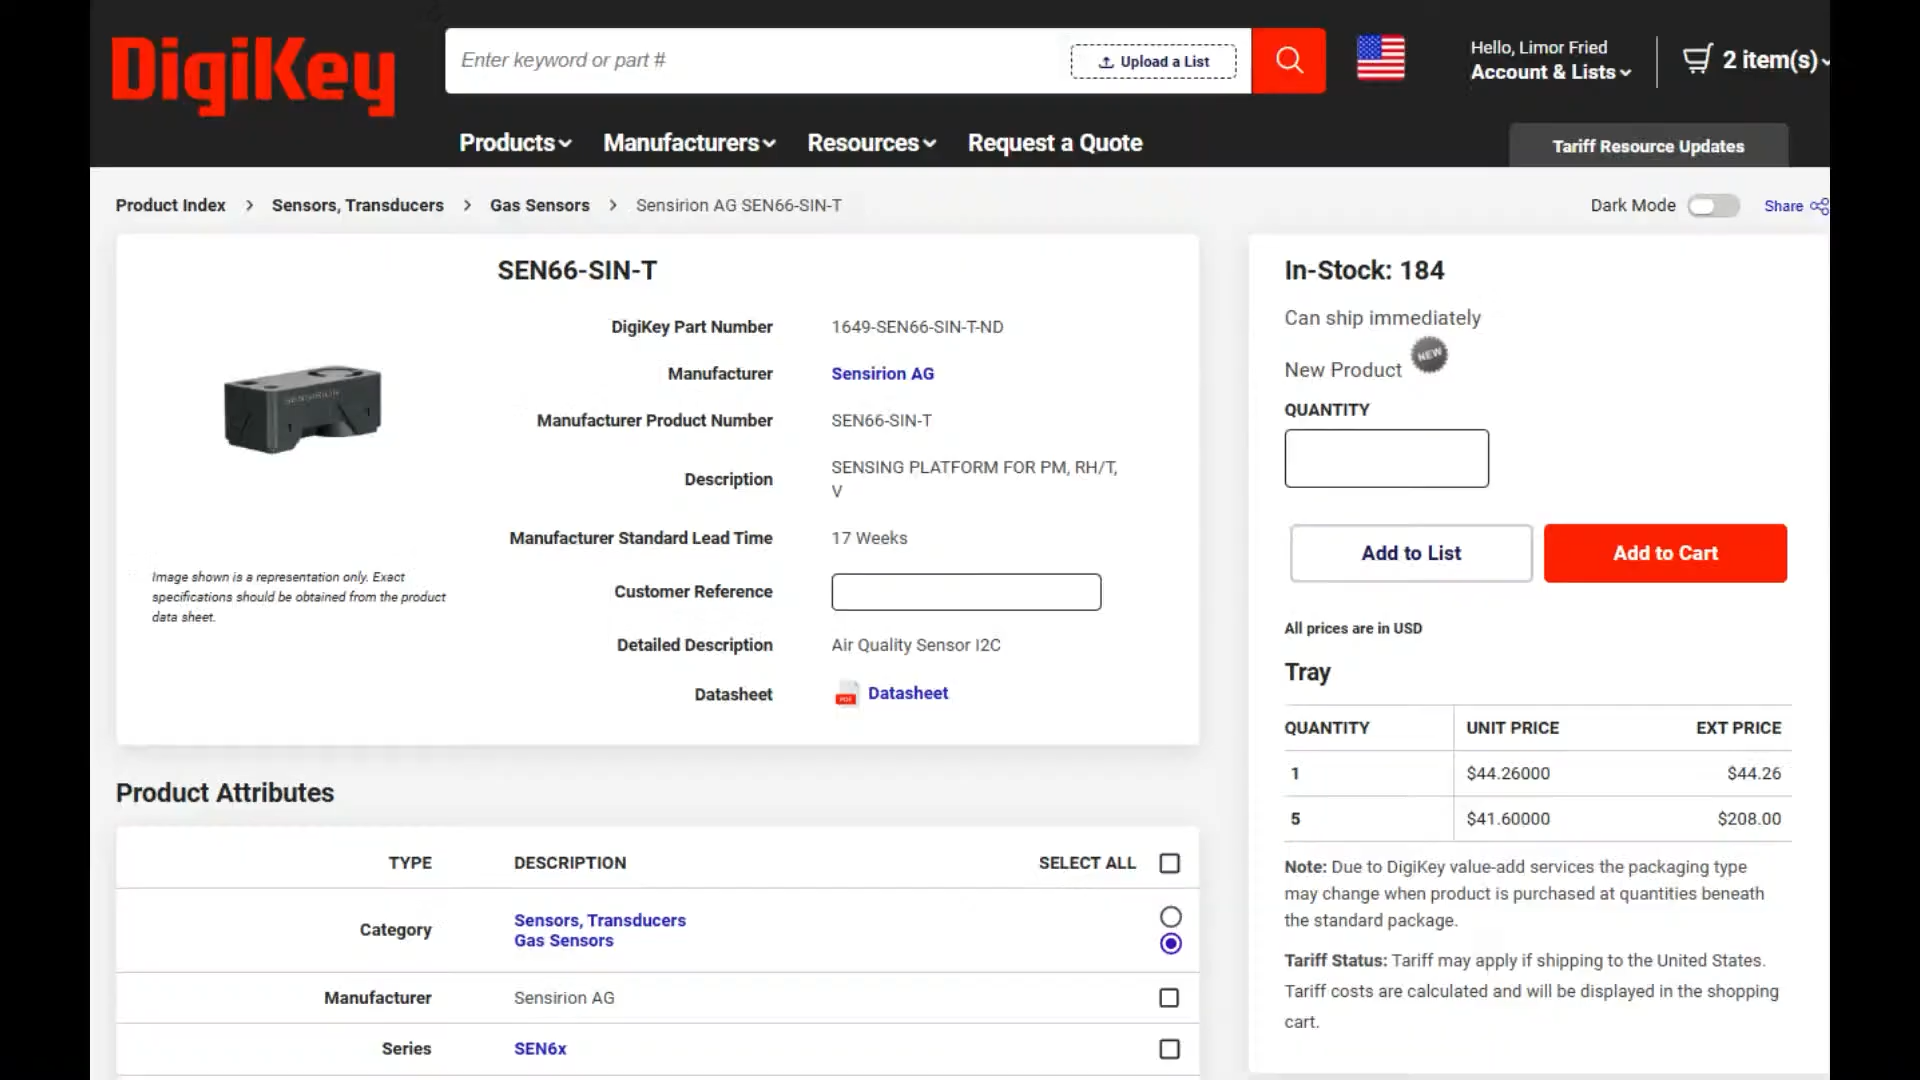 DigiKey
Enter keyword or part #
Upload a List
Hello, Limor Fried
Account & Lists
2 item(s)
Products
Manufacturers
Resources
Request a Quote
Tariff Resource Updates
Product Index > Sensors, Transducers > Gas Sensors > Sensirion AG SEN66-SIN-T
Dark Mode
Share
SENSIRION
Image shown is a representation only. Exact
specifications should be obtained from the product
data sheet.
SEN66-SIN-T
DigiKey Part Number 1649-SEN66-SIN-T-ND
Manufacturer Sensirion AG
Manufacturer Product Number SEN66-SIN-T
Description SENSING PLATFORM FOR PM, RH/T,
V
Manufacturer Standard Lead Time 17 Weeks
Customer Reference
Detailed Description Air Quality Sensor I2C
Datasheet PDF Datasheet
In-Stock: 184
Can ship immediately
New Product NEW
QUANTITY
Add to List
Add to Cart
All prices are in USD
Tray
QUANTITY UNIT PRICE EXT PRICE
1 $44.26000 $44.26
5 $41.60000 $208.00
Note: Due to DigiKey value-add services the packaging type
may change when product is purchased at quantities beneath
the standard package.
Tariff Status: Tariff may apply if shipping to the United States.
Tariff costs are calculated and will be displayed in the shopping
cart.
Product Attributes
TYPE DESCRIPTION SELECT ALL
Category Sensors, Transducers
Gas Sensors
Manufacturer Sensirion AG
Series SEN6x